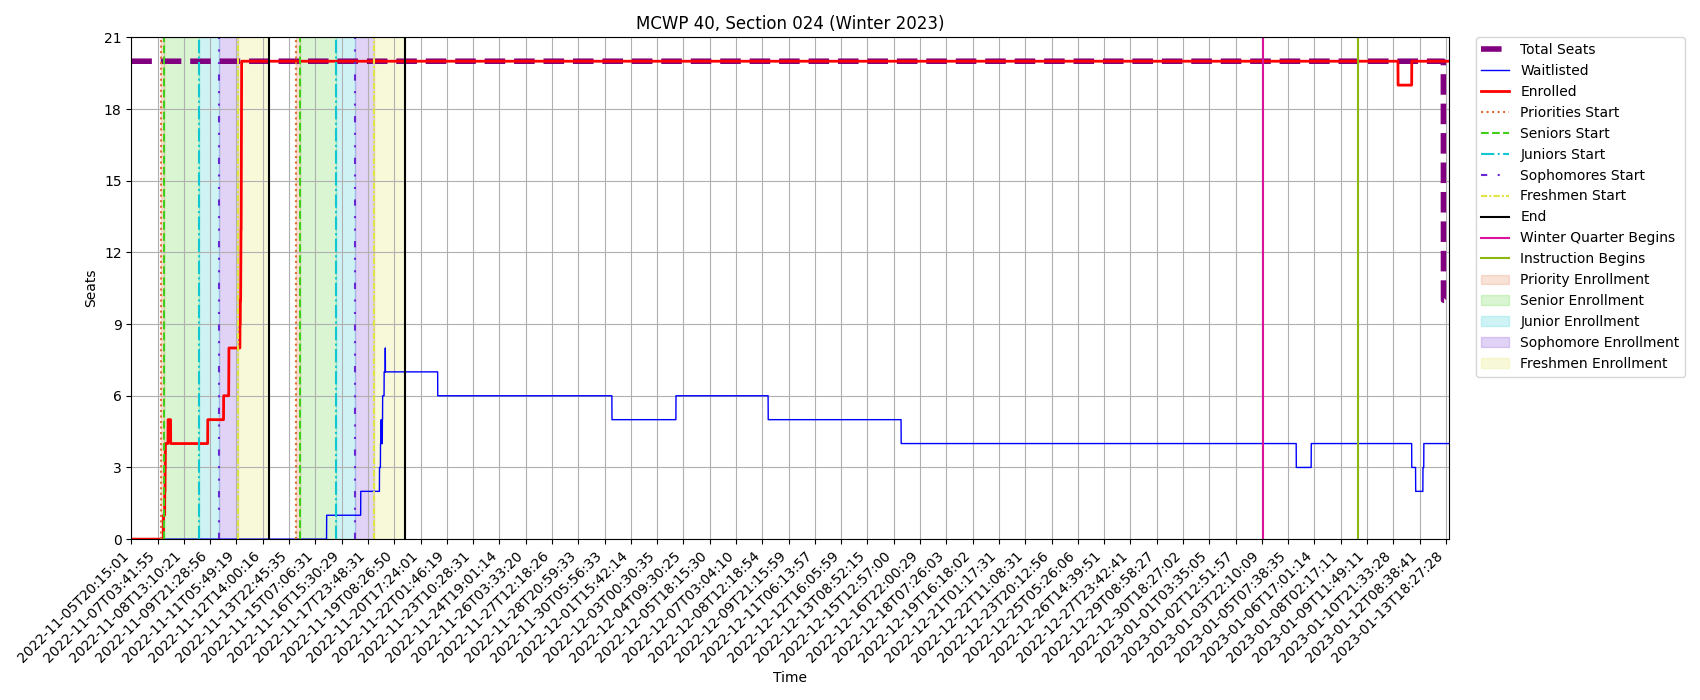 MCWP 40, Section 024 (Winter 2023)
21
18
15
12
9
6
3
0
Seats
2022-11-05T20:15:01
2022-11-07T03:41:55
2022-11-08T13:10:21
2022-11-09T21:28:56
2022-11-11T05:49:19
2022-11-12T14:00:16
2022-11-13T22:45:35
2022-11-15T07:06:31
2022-11-16T15:30:29
2022-11-17T23:48:31
2022-11-19T08:26:50
2022-11-20T17:24:01
2022-11-22T01:46:19
2022-11-23T10:28:31
2022-11-24T19:01:14
2022-11-26T03:33:20
2022-11-27T12:18:26
2022-11-28T20:59:33
2022-11-30T05:56:33
2022-12-01T15:42:14
2022-12-03T00:30:35
2022-12-04T09:30:25
2022-12-05T18:15:30
2022-12-07T03:04:10
2022-12-08T12:18:54
2022-12-09T21:15:59
2022-12-11T06:13:57
2022-12-12T16:05:59
2022-12-14T08:52:15
2022-12-15T12:57:00
2022-12-16T22:00:29
2022-12-18T07:26:03
2022-12-19T16:18:02
2022-12-21T01:17:31
2022-12-22T11:08:31
2022-12-23T20:12:56
2022-12-25T05:26:06
2022-12-26T14:39:51
2022-12-27T23:42:41
2022-12-29T08:58:27
2022-12-30T18:27:02
2023-01-01T03:35:05
2023-01-02T12:51:57
2023-01-03T22:10:09
2023-01-05T07:38:35
2023-01-06T17:01:14
2023-01-08T02:17:11
2023-01-09T11:49:11
2023-01-10T21:33:28
2023-01-12T08:38:41
2023-01-13T18:27:28
Time
Total Seats
Waitlisted
Enrolled
Priorities Start
Seniors Start
Juniors Start
Sophomores Start
Freshmen Start
End
Winter Quarter Begins
Instruction Begins
Priority Enrollment
Senior Enrollment
Junior Enrollment
Sophomore Enrollment
Freshmen Enrollment